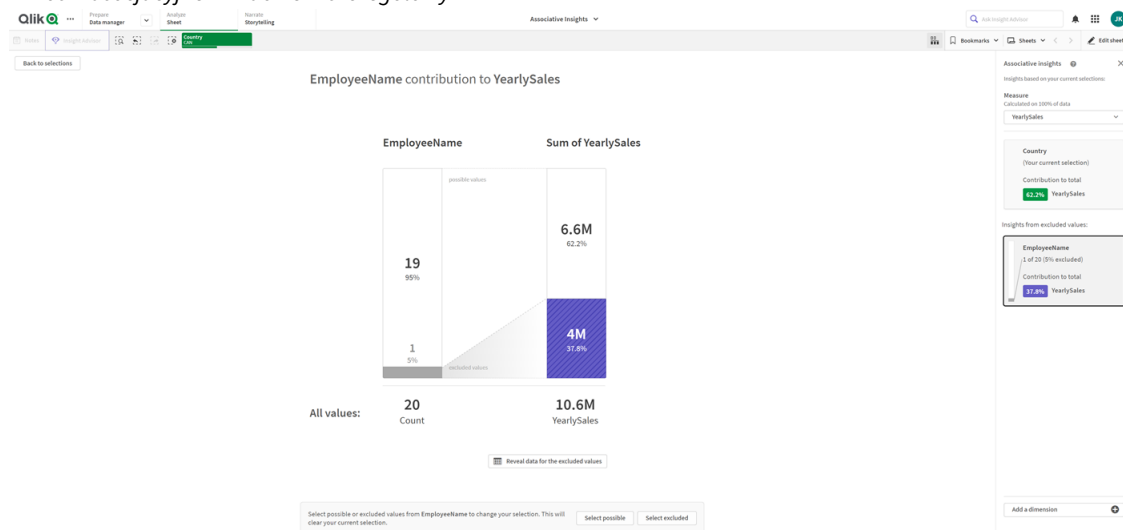 Qlik
Prepare
Data manager
Analyze
Sheet
Narrate
Storytelling
Associative Insights
Ask Insight Advisor
JK
Notes
Insight Advisor
Country
CAN
Bookmarks
Sheets
Edit sheet
Back to selections
EmployeeName contribution to YearlySales
EmployeeName
Sum of YearlySales
possible values
19
95%
6.6M
62.2%
1
5%
excluded values
4M
37.8%
All values:
20
Count
10.6M
YearlySales
Reveal data for the excluded values
Select possible or excluded values from EmployeeName to change your selection. This will
clear your current selection.
Select possible
Select excluded
Associative insights
Insights based on your current selections:
Measure
Calculated on 100% of data
YearlySales
Country
(Your current selection)
Contribution to total
62.2% YearlySales
Insights from excluded values:
EmployeeName
1 of 20 (5% excluded)
Contribution to total
37.8% YearlySales
Add a dimension